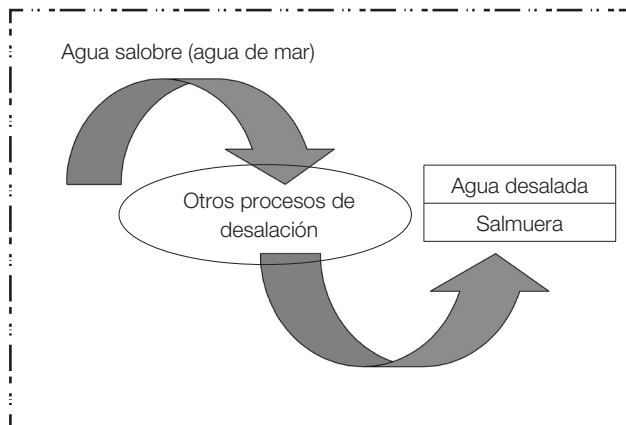 Agua salobre (agua de mar)
Otros procesos de
desalación
Agua desalada
Salmuera